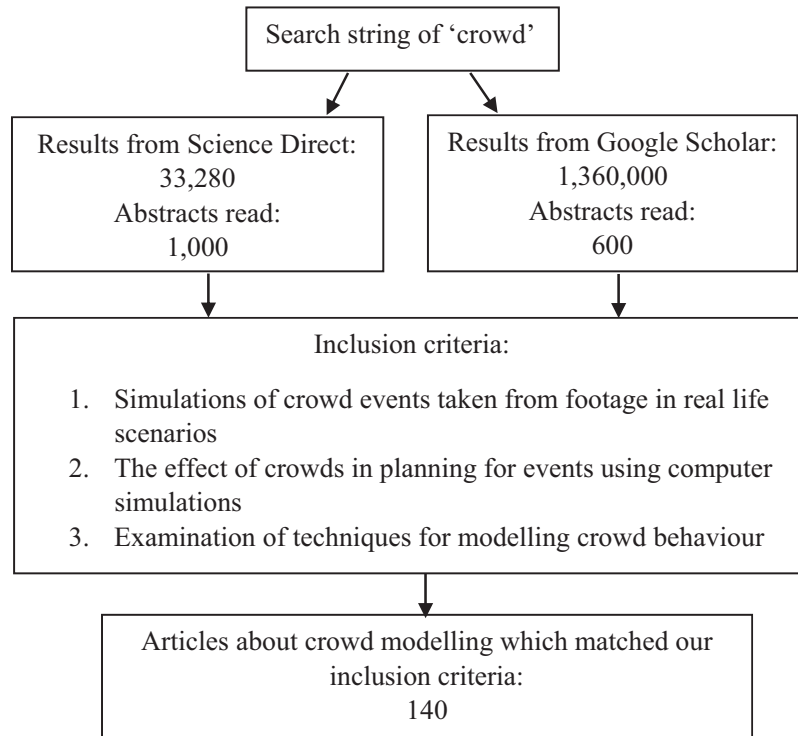 Search string of ‘crowd’
Results from Science Direct:
33,280
Abstracts read:
1,000
Results from Google Scholar:
1,360,000
Abstracts read:
600
Inclusion criteria:
1. Simulations of crowd events taken from footage in real life
scenarios
2. The effect of crowds in planning for events using computer
simulations
3. Examination of techniques for modelling crowd behaviour
Articles about crowd modelling which matched our
inclusion criteria:
140